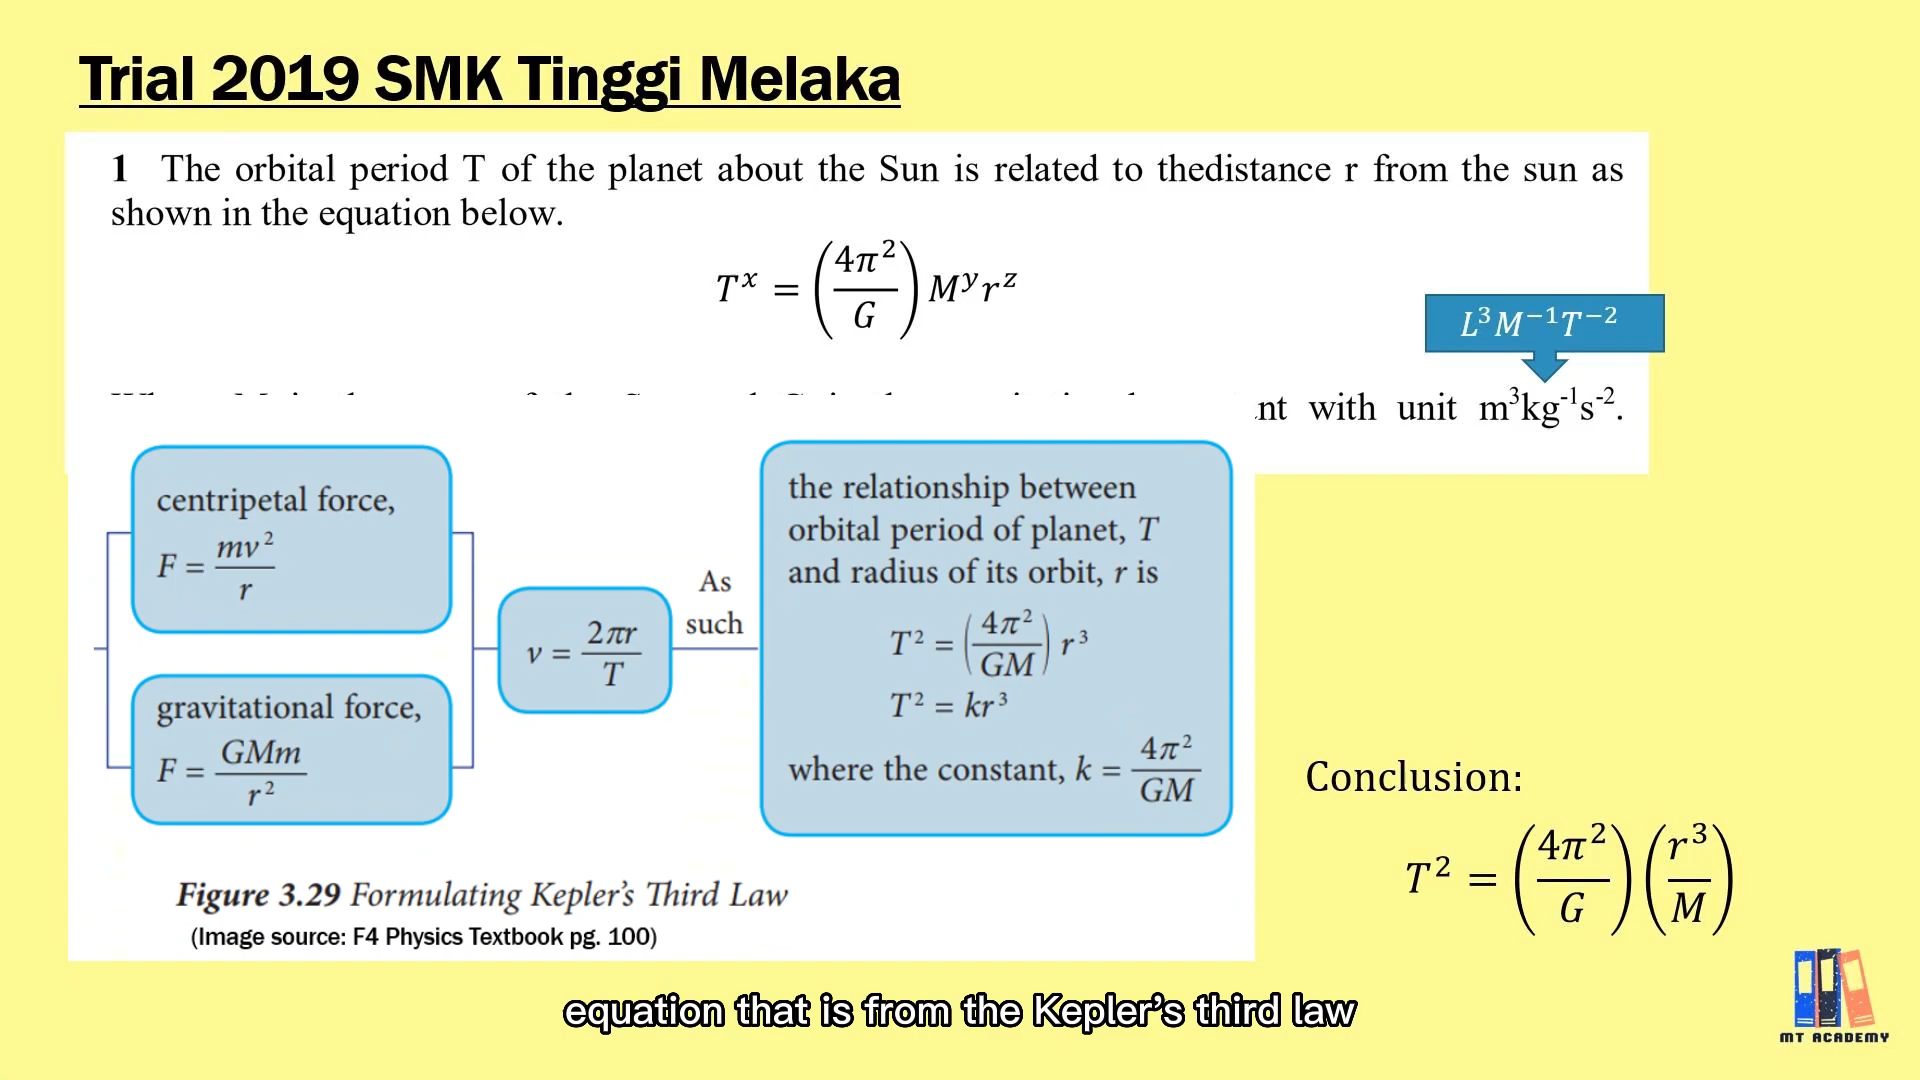 Trial 2019 SMK Tinggi Melaka
1 The orbital period T of the planet about the Sun is related to thedistance r from the sun as
shown in the equation below.
T^x = (4π²/G) M^y r^z
L³M⁻¹T⁻²
nt with unit m³kg⁻¹s⁻².
centripetal force,
F = mv²/r
gravitational force,
F = GMm/r²
v = 2πr/T
As
such
the relationship between
orbital period of planet, T
and radius of its orbit, r is
T² = (4π²/GM) r³
T² = kr³
where the constant, k = 4π²/GM
Figure 3.29 Formulating Kepler's Third Law
(Image source: F4 Physics Textbook pg. 100)
Conclusion:
T² = (4π²/G)(r³/M)
equation that is from the Kepler's third law
MT ACADEMY